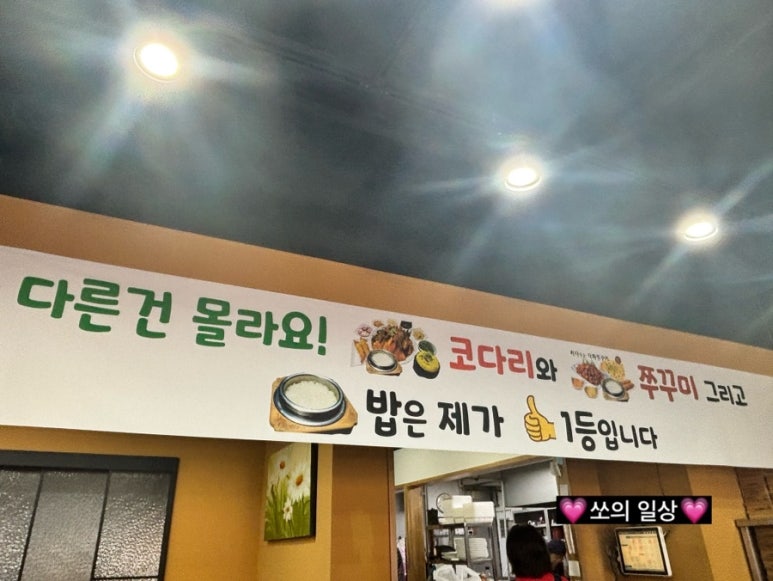 다른건 몰라요! 코다리와 쭈꾸미 그리고
밥은 제가 👍 1등입니다
💗쏘의 일상💗